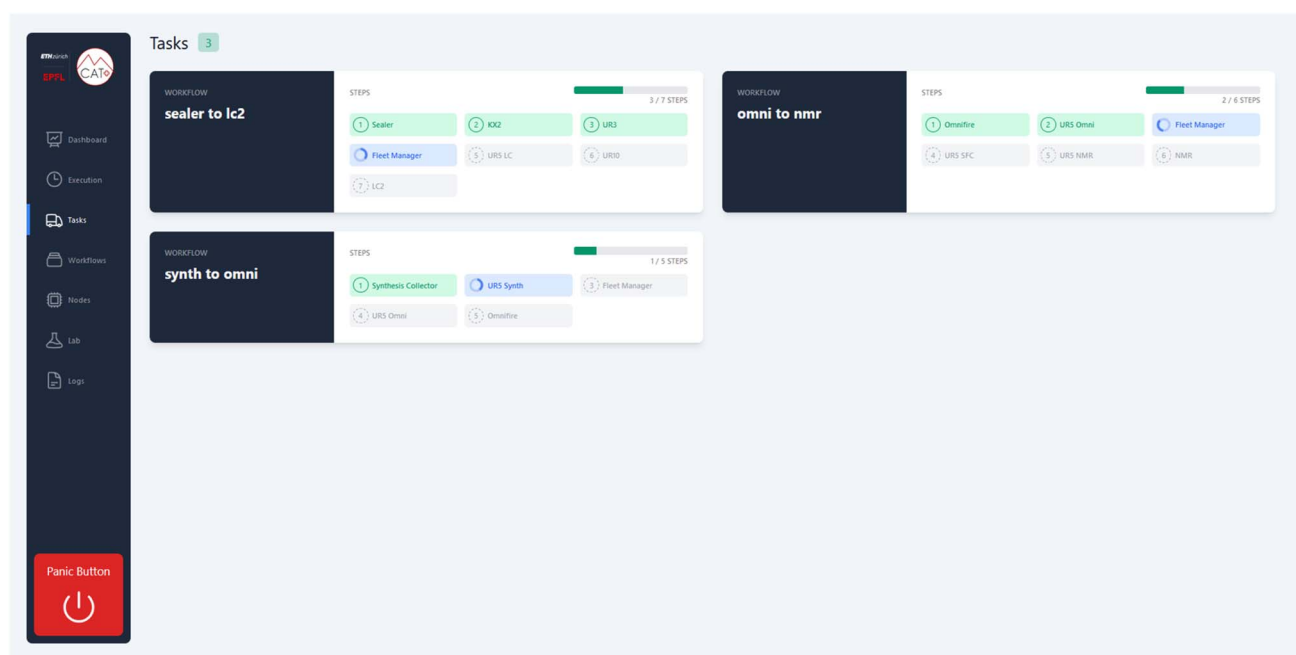 ETH zürich
EPFL
CAT+
Dashboard
Execution
Tasks
Workflows
Nodes
Lab
Logs
Panic Button
Tasks 3
WORKFLOW
sealer to lc2
STEPS
3 / 7 STEPS
1 Sealer 2 KX2 3 UR3
Fleet Manager 5 UR5 LC 6 UR10
7 LC2
WORKFLOW
omni to nmr
STEPS
2 / 6 STEPS
1 Omnifire 2 UR5 Omni Fleet Manager
4 UR5 SFC 5 UR5 NMR 6 NMR
WORKFLOW
synth to omni
STEPS
1 / 5 STEPS
1 Synthesis Collector UR5 Synth 3 Fleet Manager
4 UR5 Omni 5 Omnifire